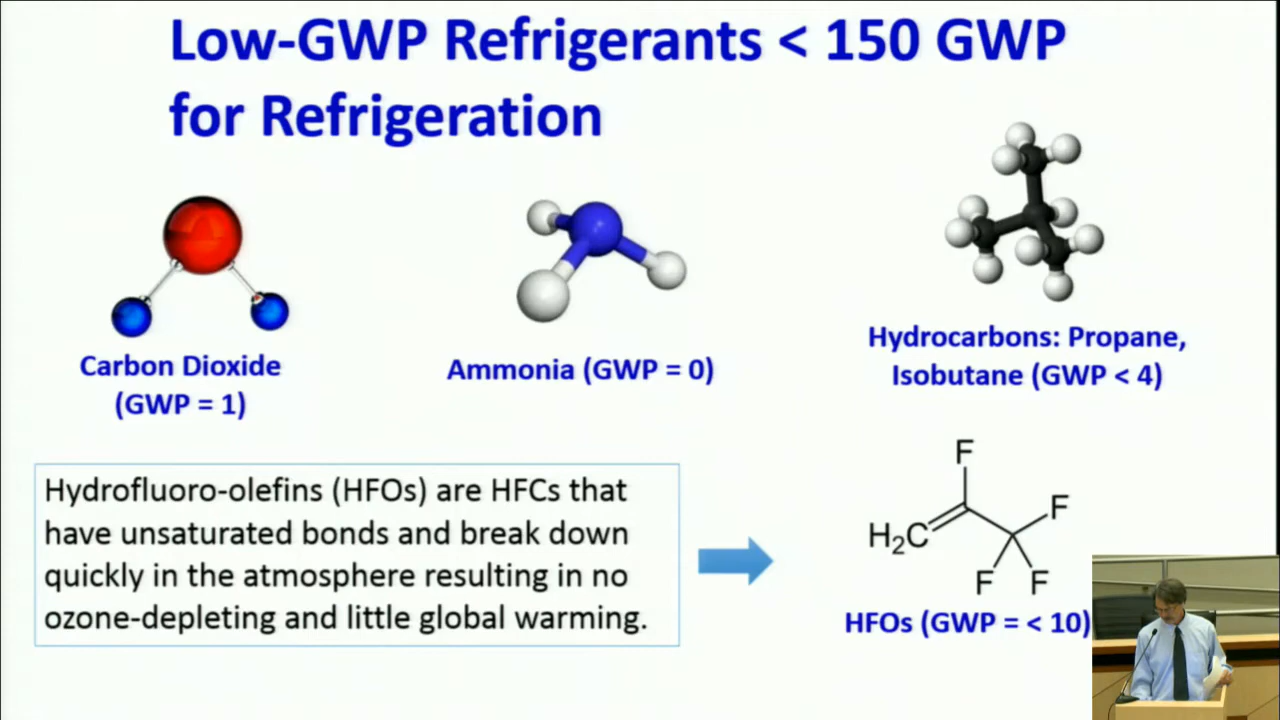 Low-GWP Refrigerants < 150 GWP
for Refrigeration
Carbon Dioxide
(GWP = 1)
Ammonia (GWP = 0)
Hydrocarbons: Propane,
Isobutane (GWP < 4)
Hydrofluoro-olefins (HFOs) are HFCs that
have unsaturated bonds and break down
quickly in the atmosphere resulting in no
ozone-depleting and little global warming.
F
F
H₂C
F F
HFOs (GWP = < 10)